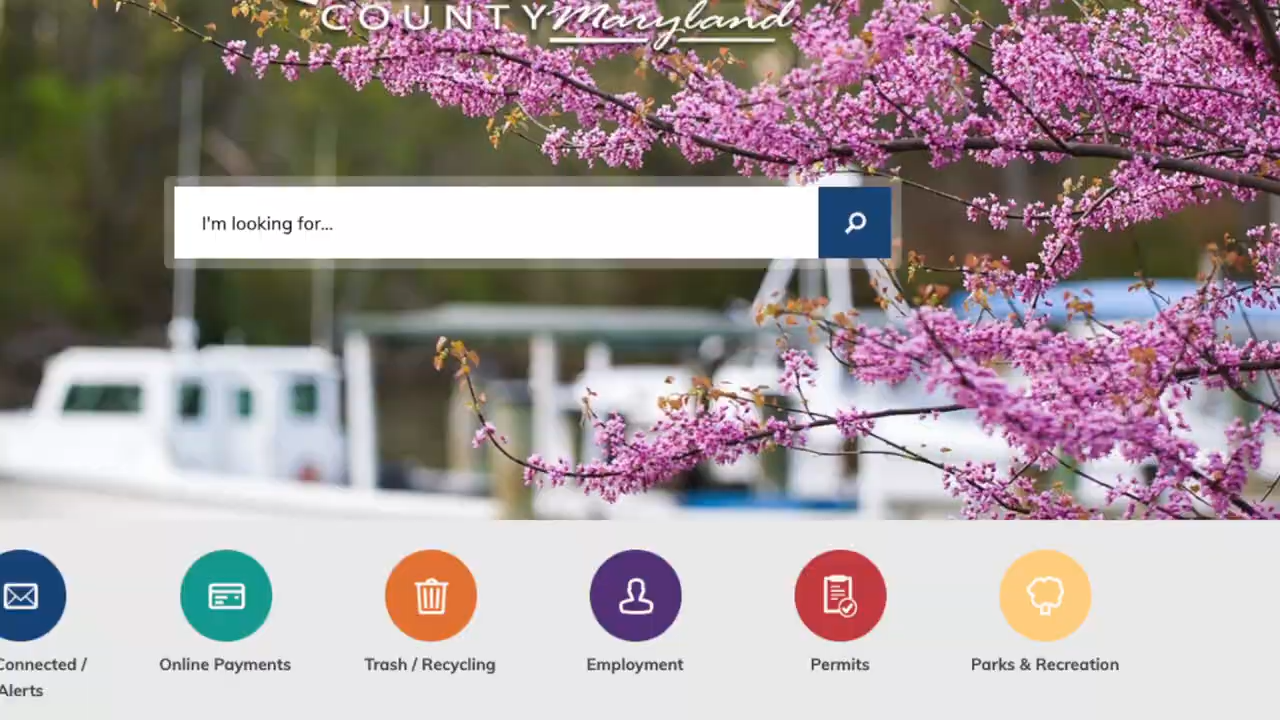 COUNTY Maryland
I'm looking for...
Connected /
Alerts
Online Payments
Trash / Recycling
Employment
Permits
Parks & Recreation